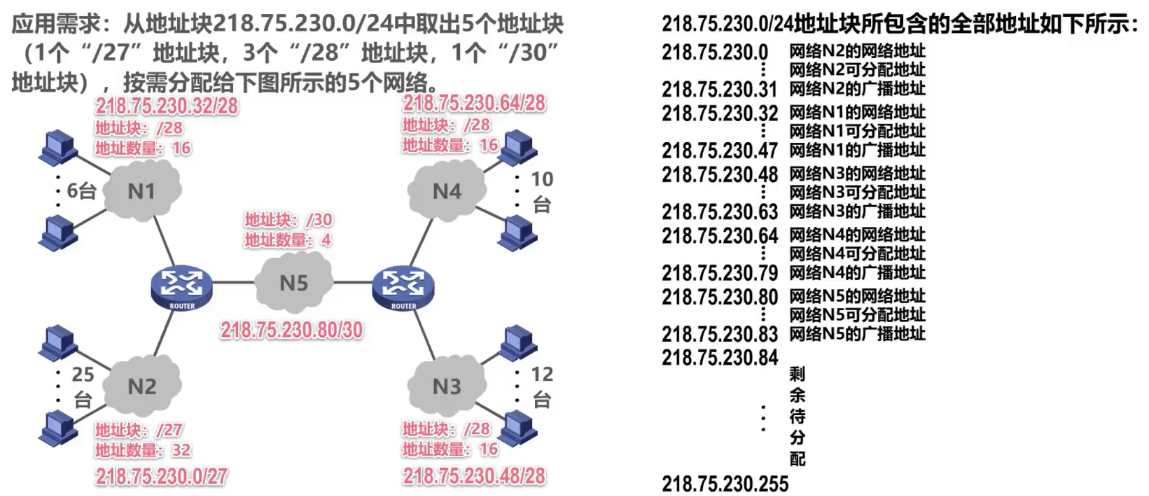 应用需求：从地址块218.75.230.0/24中取出5个地址块
（1个“/27”地址块，3个“/28”地址块，1个“/30”
地址块），按需分配给下图所示的5个网络。
218.75.230.32/28
地址块：/28
地址数量：16
N1
6台
218.75.230.64/28
地址块：/28
地址数量：16
N4
10
台
地址块：/30
地址数量：4
N5
ROUTER
ROUTER
218.75.230.80/30
25
台
N2
地址块：/27
地址数量：32
218.75.230.0/27
N3
12
台
地址块：/28
地址数量：16
218.75.230.48/28
218.75.230.0/24地址块所包含的全部地址如下所示：
218.75.230.0 网络N2的网络地址
⋮ 网络N2可分配地址
218.75.230.31 网络N2的广播地址
218.75.230.32 网络N1的网络地址
⋮ 网络N1可分配地址
218.75.230.47 网络N1的广播地址
218.75.230.48 网络N3的网络地址
⋮ 网络N3可分配地址
218.75.230.63 网络N3的广播地址
218.75.230.64 网络N4的网络地址
⋮ 网络N4可分配地址
218.75.230.79 网络N4的广播地址
218.75.230.80 网络N5的网络地址
⋮ 网络N5可分配地址
218.75.230.83 网络N5的广播地址
218.75.230.84
剩
余
待
分
配
218.75.230.255